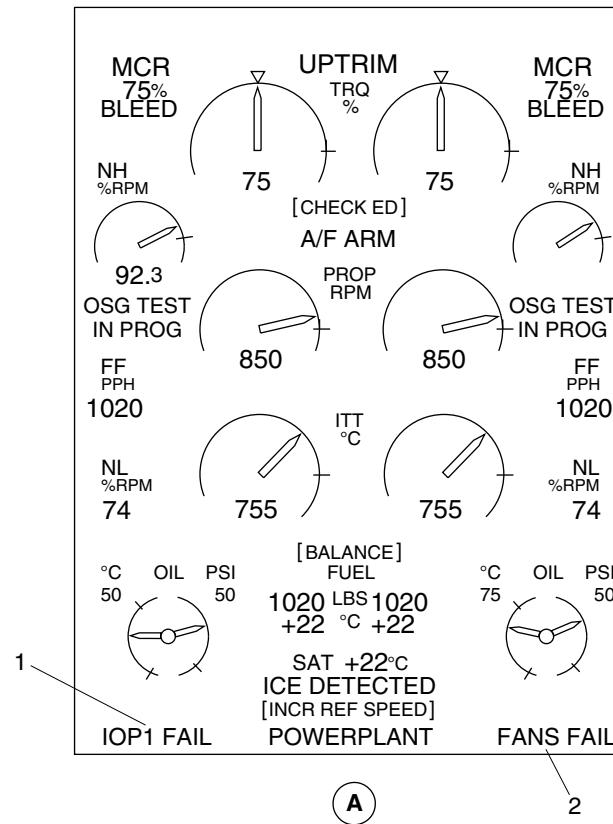 MCR UPTRIM MCR
75% TRQ 75%
BLEED % BLEED
NH NH
%RPM %RPM
75 75
[CHECK ED]
A/F ARM
92.3 PROP
RPM
OSG TEST OSG TEST
IN PROG IN PROG
850 850
FF FF
PPH PPH
1020 1020
ITT
°C
NL NL
%RPM %RPM
74 755 755 74
[BALANCE]
°C OIL PSI FUEL °C OIL PSI
50 50 1020 LBS 1020 75 50
+22 °C +22
1 SAT +22°C
ICE DETECTED
[INCR REF SPEED]
IOP1 FAIL POWERPLANT FANS FAIL
A 2